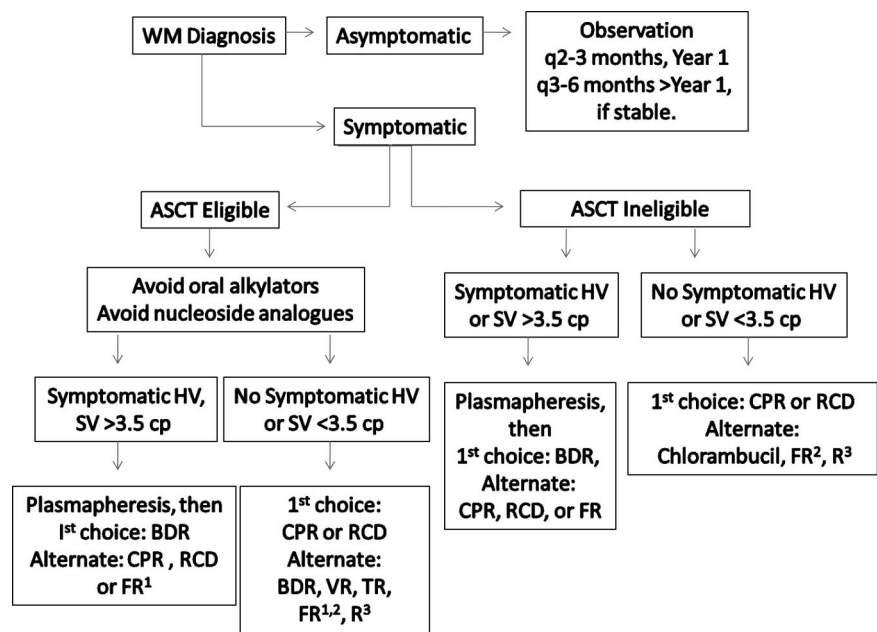 WM Diagnosis
Asymptomatic
Observation
q2-3 months, Year 1
q3-6 months >Year 1,
if stable.
Symptomatic
ASCT Eligible
ASCT Ineligible
Avoid oral alkylators
Avoid nucleoside analogues
Symptomatic HV
or SV >3.5 cp
No Symptomatic HV
or SV <3.5 cp
Symptomatic HV,
SV >3.5 cp
No Symptomatic HV
or SV <3.5 cp
Plasmapheresis,
then
1st choice: BDR,
Alternate:
CPR, RCD, or FR
1st choice: CPR or RCD
Alternate:
Chlorambucil, FR2, R3
Plasmapheresis, then
Ist choice: BDR
Alternate: CPR , RCD
or FR1
1st choice:
CPR or RCD
Alternate:
BDR, VR, TR,
FR1,2, R3